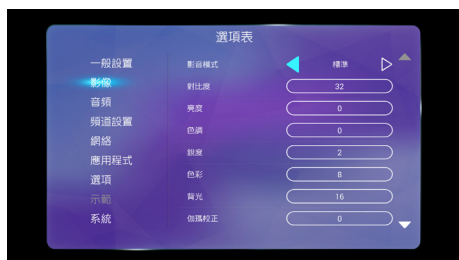 選項表
一般設置
影像
音頻
頻道設置
網絡
應用程式
選項
示範
系統
影音模式 標準
對比度 32
亮度 0
色調 0
銳度 2
色彩 8
背光 16
伽瑪校正 0